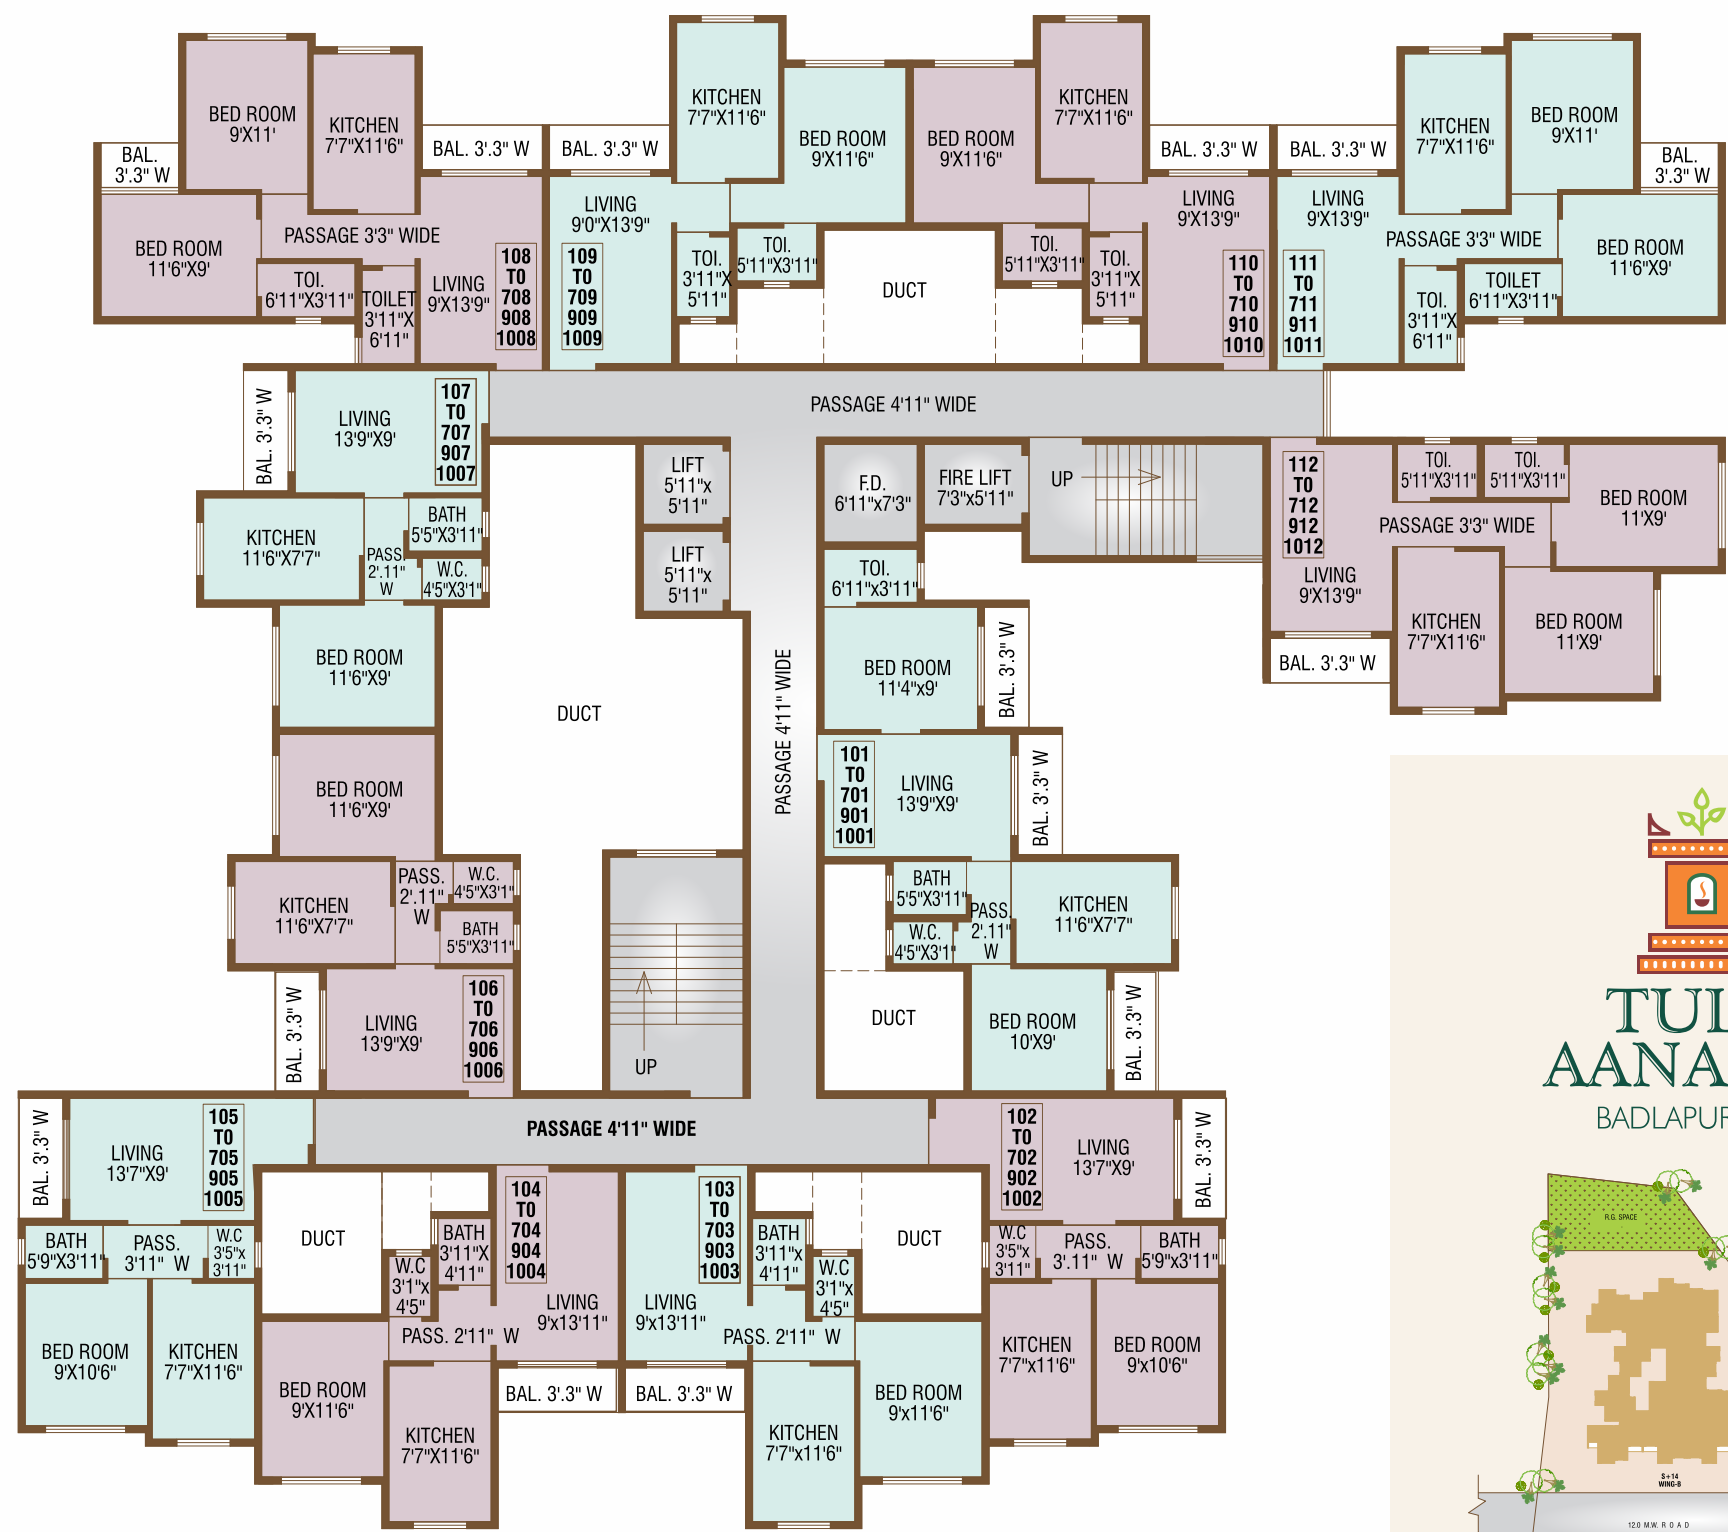 BED ROOM
9'X11'
KITCHEN
7'7"X11'6"
BAL.
3'.3" W
BAL. 3'.3" W
BED ROOM
11'6"X9'
PASSAGE 3'3" WIDE
TOI.
6'11"X3'11"
TOILET
3'11"X
6'11"
LIVING
9'X13'9"
108
TO
708
908
1008
BAL. 3'.3" W
KITCHEN
7'7"X11'6"
BED ROOM
9'X11'6"
LIVING
9'0"X13'9"
109
TO
709
909
1009
TOI.
3'11"X
5'11"
TOI.
5'11"X3'11"
DUCT
BED ROOM
9'X11'6"
KITCHEN
7'7"X11'6"
BAL. 3'.3" W
LIVING
9'X13'9"
TOI.
5'11"X3'11"
TOI.
3'11"X
5'11"
110
TO
710
910
1010
BAL. 3'.3" W
LIVING
9'X13'9"
111
TO
711
911
1011
KITCHEN
7'7"X11'6"
BED ROOM
9'X11'
BAL.
3'.3" W
PASSAGE 3'3" WIDE
BED ROOM
11'6"X9'
TOILET
6'11"X3'11"
TOI.
3'11"X
6'11"
PASSAGE 4'11" WIDE
BAL. 3'.3" W
LIVING
13'9"X9'
107
TO
707
907
1007
KITCHEN
11'6"X7'7"
PASS.
2'.11"
W
BATH
5'5"X3'11"
W.C.
4'5"X3'1"
BED ROOM
11'6"X9'
LIFT
5'11"x
5'11"
LIFT
5'11"x
5'11"
F.D.
6'11"x7'3"
FIRE LIFT
7'3"x5'11"
UP
TOI.
6'11"x3'11"
112
TO
712
912
1012
LIVING
9'X13'9"
TOI.
5'11"X3'11"
TOI.
5'11"X3'11"
BED ROOM
11'X9'
PASSAGE 3'3" WIDE
KITCHEN
7'7"X11'6"
BED ROOM
11'X9'
BAL. 3'.3" W
DUCT
PASSAGE 4'11" WIDE
BED ROOM
11'4"x9'
BAL. 3'.3" W
101
TO
701
901
1001
LIVING
13'9"X9'
BAL. 3'.3" W
BED ROOM
11'6"X9'
KITCHEN
11'6"X7'7"
PASS.
2'.11"
W
W.C.
4'5"X3'1"
BATH
5'5"X3'11"
BAL. 3'.3" W
LIVING
13'9"X9'
106
TO
706
906
1006
UP
BATH
5'5"X3'11"
W.C.
4'5"X3'1"
PASS.
2'.11"
W
KITCHEN
11'6"X7'7"
DUCT
BED ROOM
10'X9'
BAL. 3'.3" W
BAL. 3'.3" W
LIVING
13'7"X9'
105
TO
705
905
1005
PASSAGE 4'11" WIDE
102
TO
702
902
1002
LIVING
13'7"X9'
BAL. 3'.3" W
BATH
5'9"X3'11"
PASS.
3'11" W
W.C
3'5"x
3'11"
BED ROOM
9'X10'6"
KITCHEN
7'7"X11'6"
DUCT
BATH
3'11"X
4'11"
W.C
3'1"x
4'5"
104
TO
704
904
1004
LIVING
9'x13'11"
PASS. 2'11" W
BED ROOM
9'X11'6"
KITCHEN
7'7"X11'6"
BAL. 3'.3" W
103
TO
703
903
1003
LIVING
9'x13'11"
BATH
3'11"x
4'11"
W.C
3'1"x
4'5"
DUCT
PASS. 2'11" W
BAL. 3'.3" W
KITCHEN
7'7"x11'6"
BED ROOM
9'x11'6"
W.C
3'5"x
3'11"
PASS.
3'.11" W
BATH
5'9"x3'11"
KITCHEN
7'7"x11'6"
BED ROOM
9'x10'6"
TUL
AANA
BADLAPUR
R.G. SPACE
S+14
WING-B
12.0 M.W. ROAD